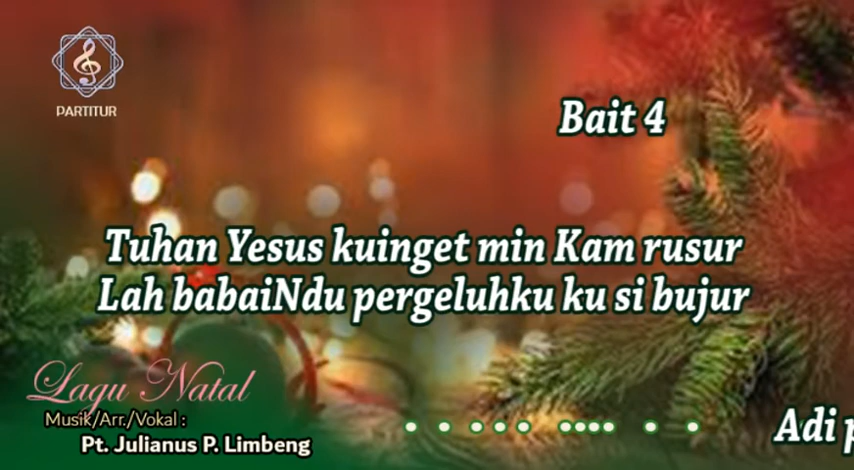 PARTITUR
Bait 4
Tuhan Yesus kuinget min Kam rusur
Lah babaiNdu pergeluhku ku si bujur
Lagu Natal
Musik/Arr./Vokal :
Pt. Julianus P. Limbeng
Adi